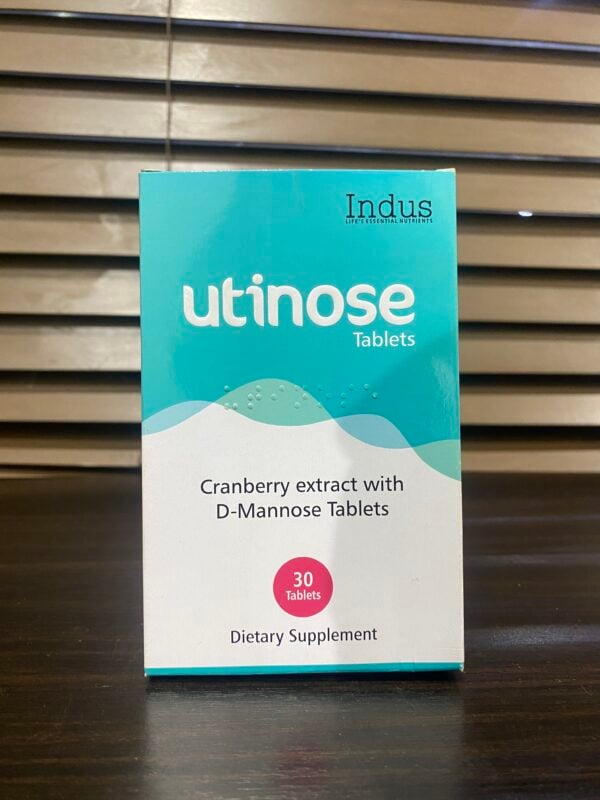 Indus
LIFE'S ESSENTIAL NUTRIENTS
utinose
Tablets
Cranberry extract with
D-Mannose Tablets
30
Tablets
Dietary Supplement